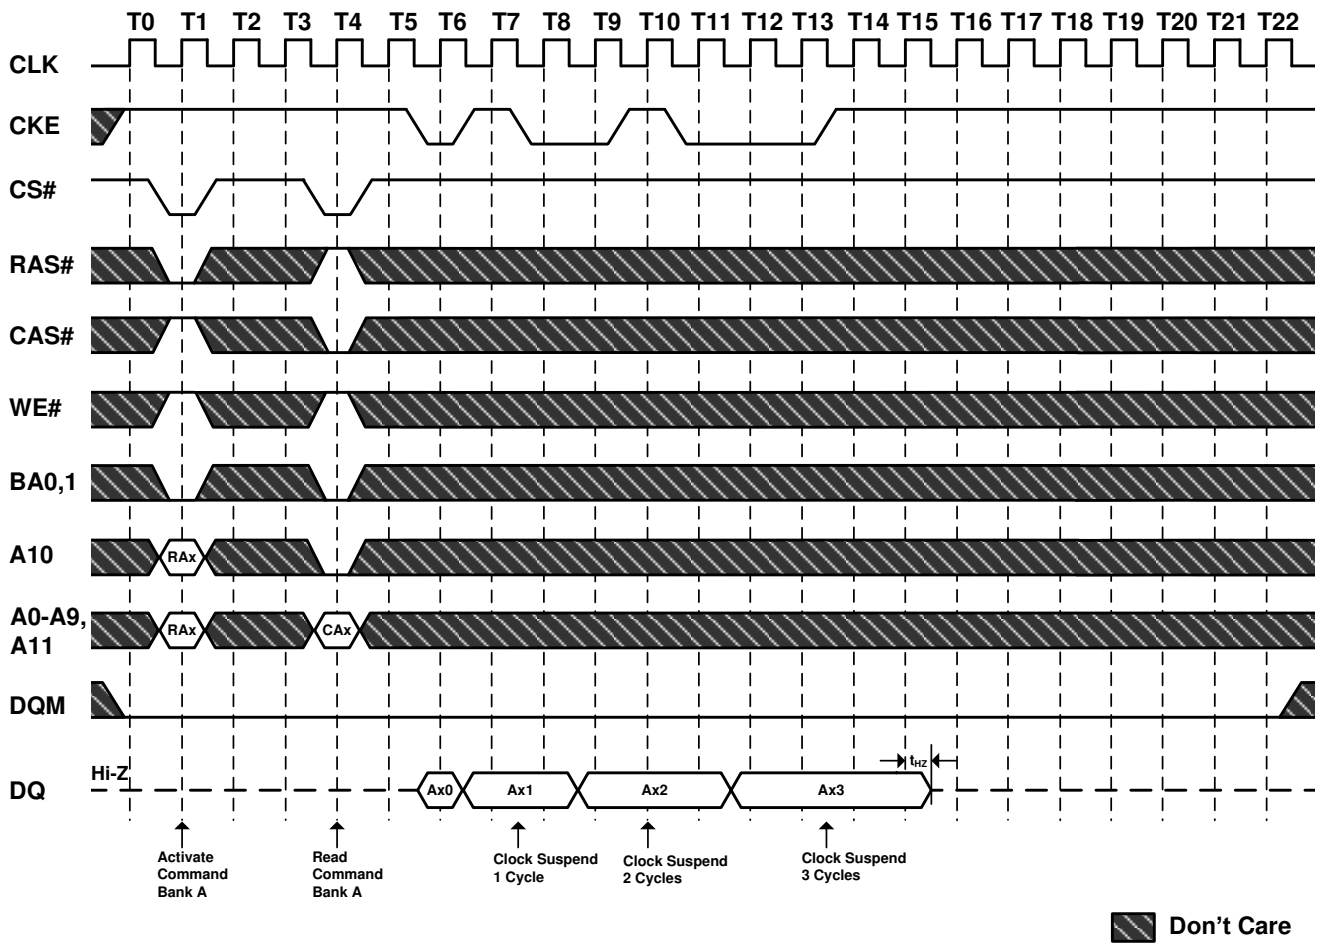 T0 T1 T2 T3 T4 T5 T6 T7 T8 T9 T10 T11 T12 T13 T14 T15 T16 T17 T18 T19 T20 T21 T22
CLK
CKE
CS#
RAS#
CAS#
WE#
BA0,1
A10 RAx
A0-A9,
A11 RAx CAx
DQM
Hi-Z tHZ
DQ Ax0 Ax1 Ax2 Ax3
Activate
Command
Bank A
Read
Command
Bank A
Clock Suspend
1 Cycle
Clock Suspend
2 Cycles
Clock Suspend
3 Cycles
Don't Care